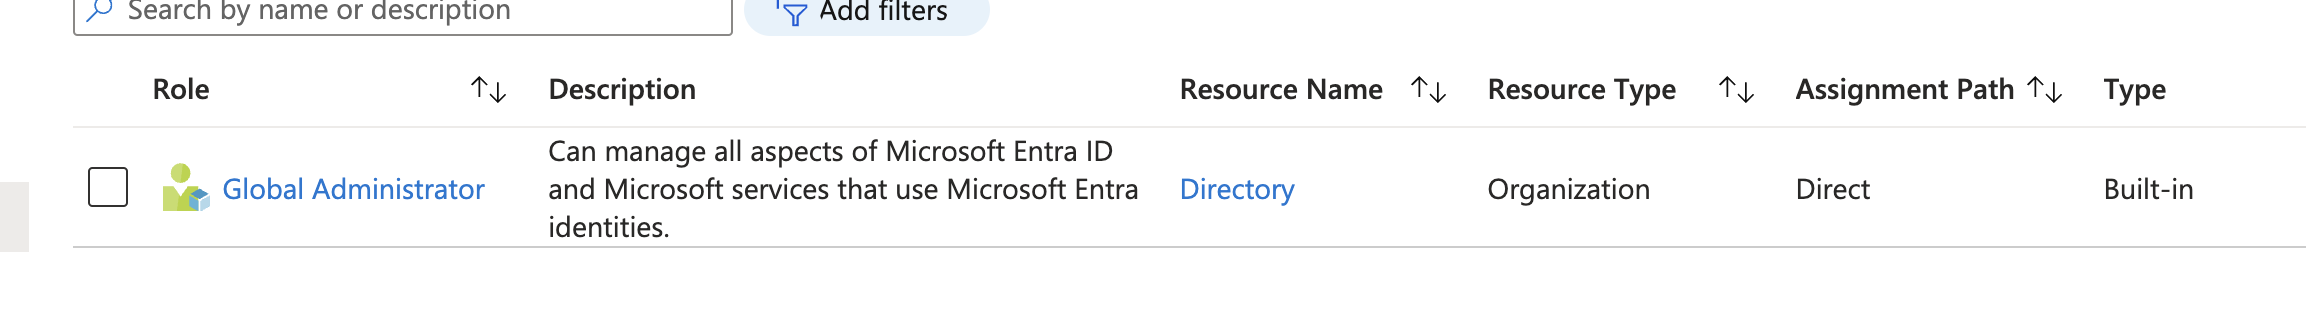 Search by name or description
Add filters
Role
Description
Resource Name
Resource Type
Assignment Path
Type
Global Administrator
Can manage all aspects of Microsoft Entra ID
and Microsoft services that use Microsoft Entra
identities.
Directory
Organization
Direct
Built-in